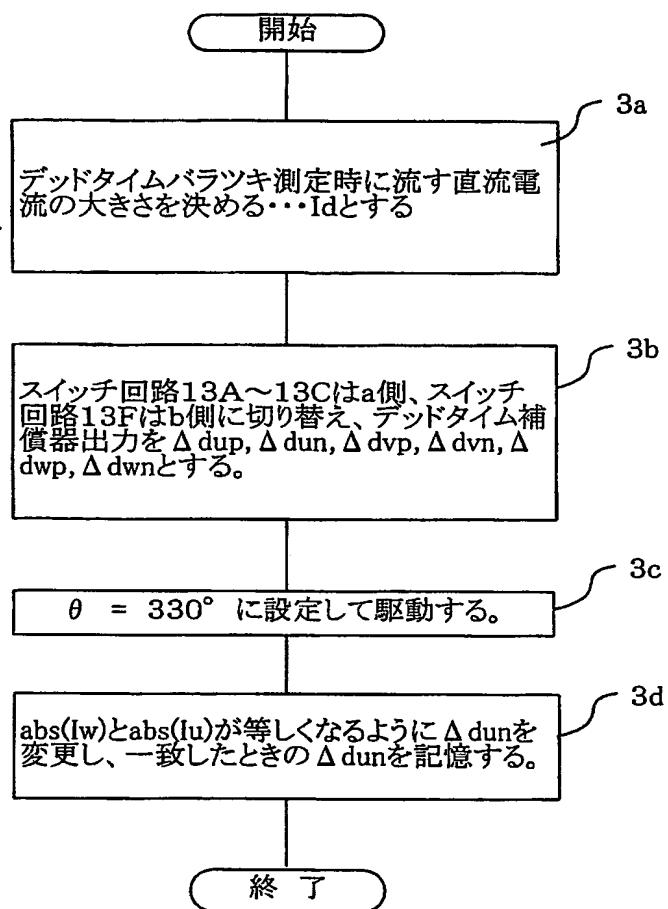 開始
3a
デッドタイムバラツキ測定時に流す直流電
流の大きさを決める・・・Idとする
3b
スイッチ回路13A～13Cはa側、スイッチ
回路13Fはb側に切り替え、デッドタイム補
償器出力をΔdup,Δdun,Δdvp,Δdvn,Δ
dwp,Δdwnとする。
3c
θ = 330° に設定して駆動する。
3d
abs(Iw)とabs(Iu)が等しくなるようにΔdunを
変更し、一致したときのΔdunを記憶する。
終 了